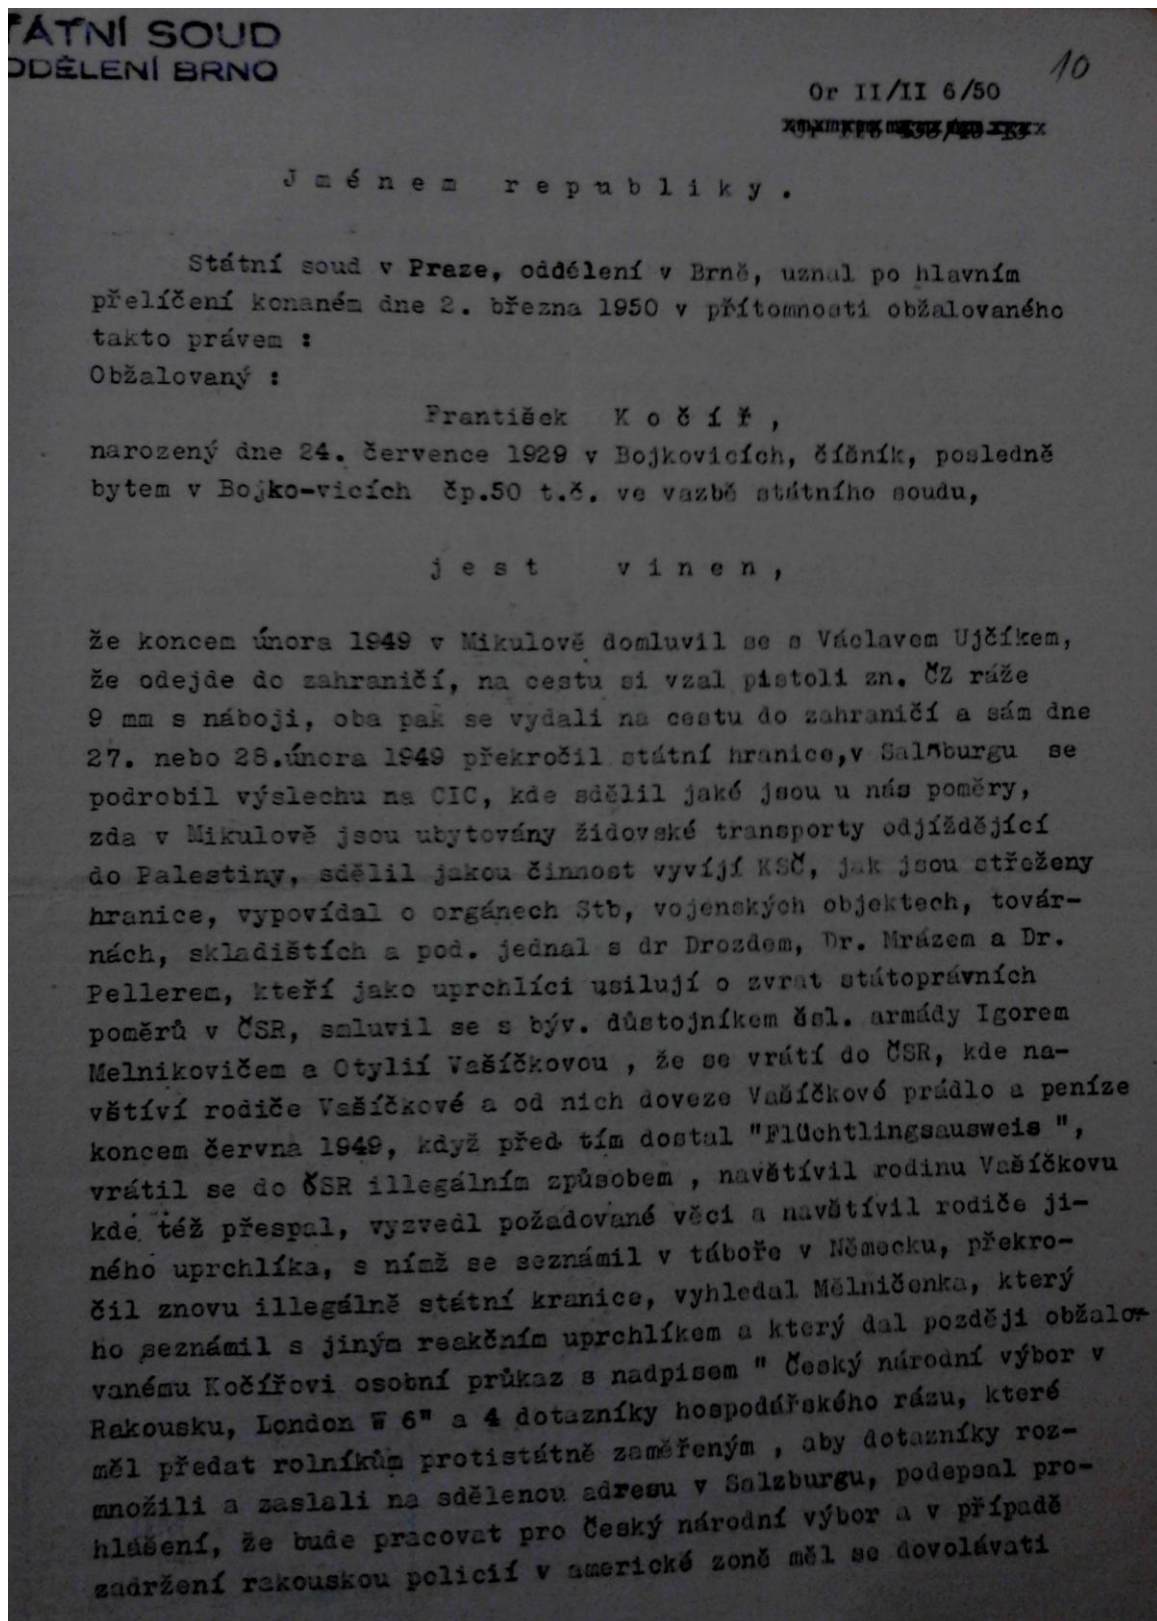 TÁTNÍ SOUD
ODDĚLENÍ BRNO
10
Or II/II 6/50
Jménem republiky.
Státní soud v Praze, oddělení v Brně, uznal po hlavním
přelíčení konaném dne 2. března 1950 v přítomnosti obžalovaného
takto právem :
Obžalovaný :
František Kočíř,
narozený dne 24. července 1929 v Bojkovicích, číšník, posledně
bytem v Bojko-vicích čp.50 t.č. ve vazbě státního soudu,
jest vinen,
že koncem února 1949 v Mikulově domluvil se s Václavem Ujčíkem,
že odejde do zahraničí, na cestu si vzal pistoli zn. ČZ ráže
9 mm s náboji, oba pak se vydali na cestu do zahraničí a sám dne
27. nebo 28.února 1949 překročil státní hranice,v Salzburgu se
podrobil výslechu na CIC, kde sdělil jaké jsou u nás poměry,
zda v Mikulově jsou ubytovány židovské transporty odjíždějící
do Palestiny, sdělil jakou činnost vyvíjí KSČ, jak jsou střeženy
hranice, vypovídal o orgánech Stb, vojenských objektech, továr-
nách, skladištích a pod. jednal s dr Drozdem, Dr. Mrázem a Dr.
Pellerem, kteří jako uprchlíci usilují o zvrat státoprávních
poměrů v ČSR, smluvil se s býv. důstojníkem čsl. armády Igorem
Melnikovičem a Otylií Vašíčkovou , že se vrátí do ČSR, kde na-
vštíví rodiče Vašíčkové a od nich doveze Vašíčkové prádlo a peníze
koncem června 1949, když před tím dostal "Flüchtlingsausweis ",
vrátil se do ČSR illegálním způsobem , navštívil rodinu Vašíčkovu
kde též přespal, vyzvedl požadované věci a navštívil rodiče ji-
ného uprchlíka, s nímž se seznámil v táboře v Německu, překro-
čil znovu illegálně státní kranice, vyhledal Mělničenka, který
ho seznámil s jiným reakčním uprchlíkem a který dal později obžalo-
vanému Kočířovi osobní průkaz s nadpisem " Český národní výbor v
Rakousku, London W 6" a 4 dotazníky hospodářského rázu, které
měl předat rolníkům protistátně zaměřeným , aby dotazníky roz-
množili a zaslali na sdělenou adresu v Salzburgu, podepsal pro-
hlášení, že bude pracovat pro Český národní výbor a v případě
zadržení rakouskou policií v americké zoně měl se dovolávati